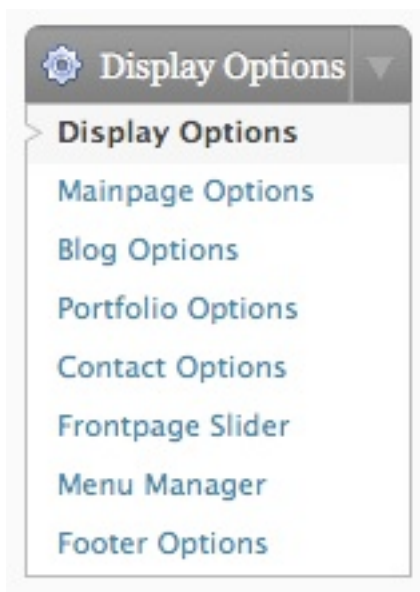 Display Options
Display Options
Mainpage Options
Blog Options
Portfolio Options
Contact Options
Frontpage Slider
Menu Manager
Footer Options